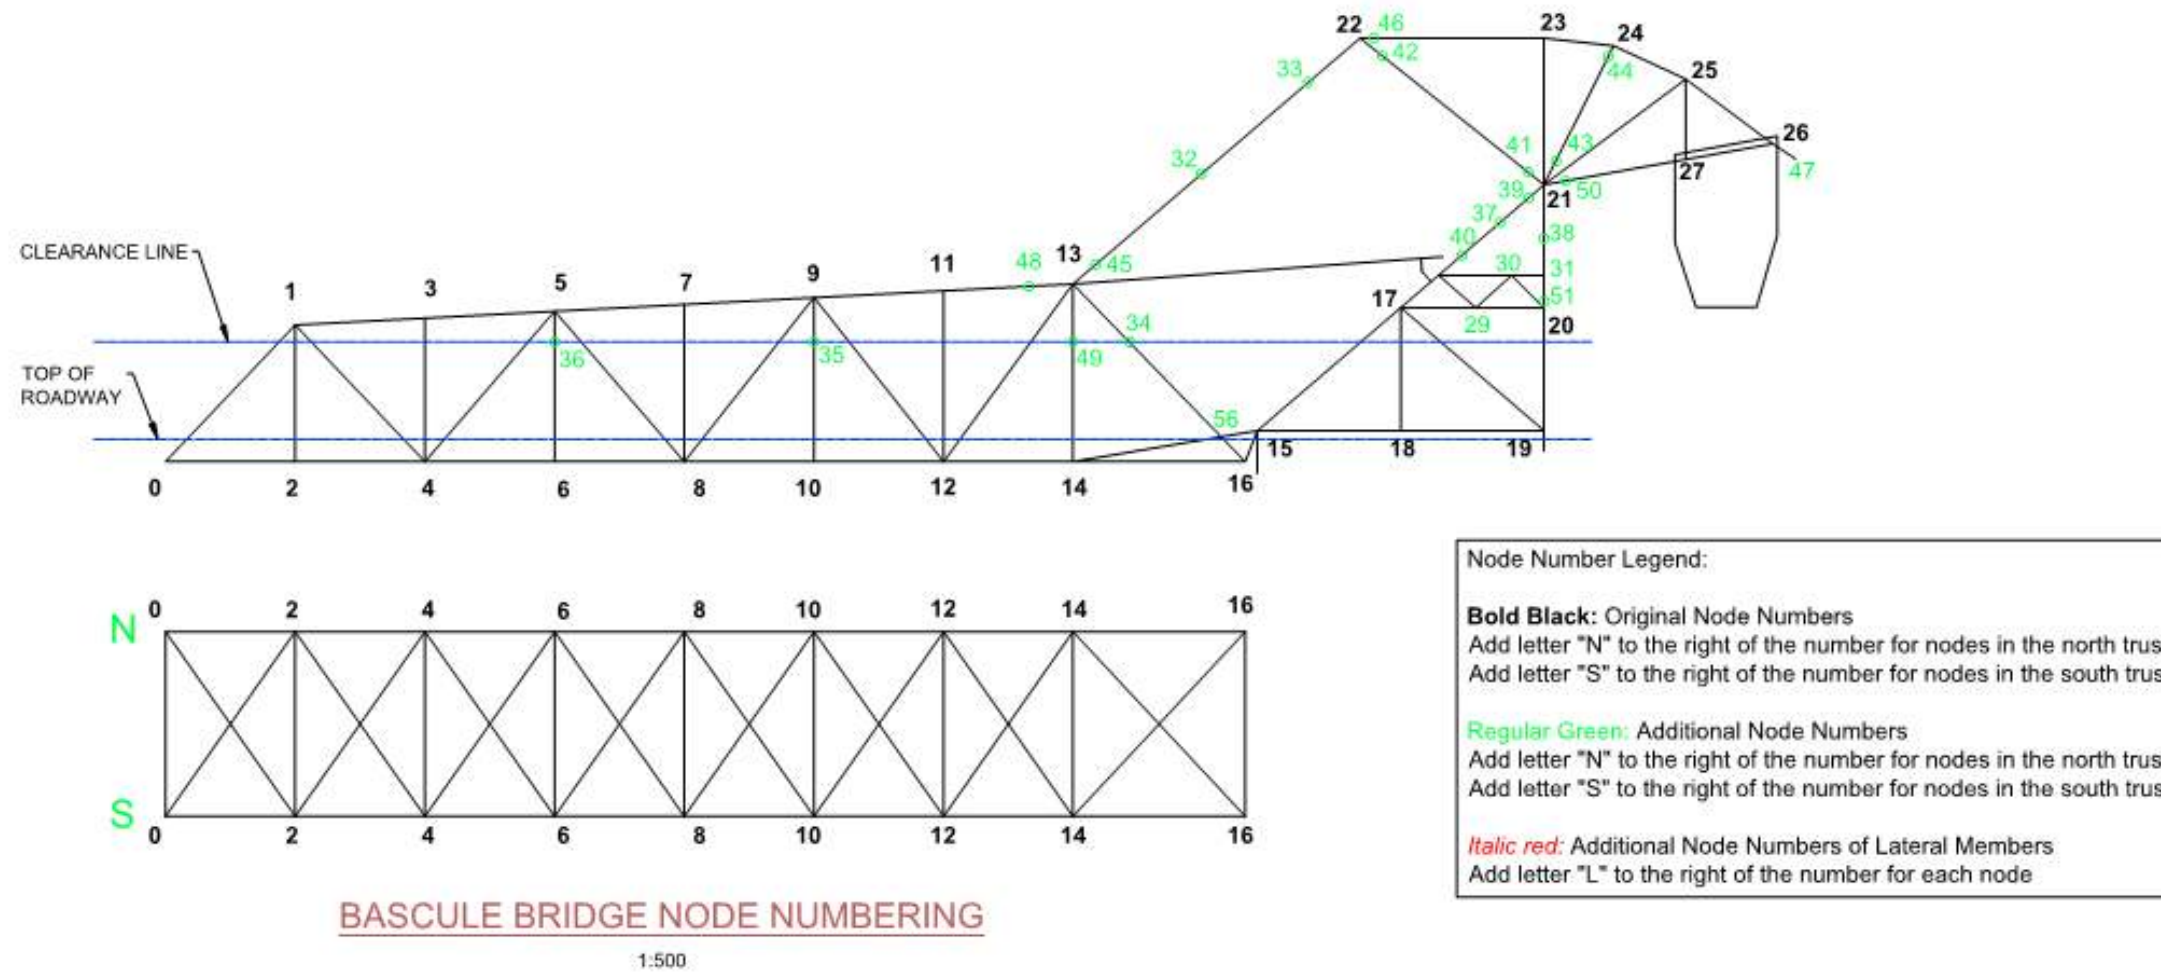 22 46 23 24
42
33 44 25
26
41 43
32 27 47
39 50
21
37
38
CLEARANCE LINE 40
48 13 45 30 31
1 3 5 7 9 11 17 51
29 20
34
36 35 49
TOP OF
ROADWAY
56
15 18 19
0 2 4 6 8 10 12 14 16
Node Number Legend:
Bold Black: Original Node Numbers
Add letter "N" to the right of the number for nodes in the north trus
Add letter "S" to the right of the number for nodes in the south trus
Regular Green: Additional Node Numbers
Add letter "N" to the right of the number for nodes in the north trus
Add letter "S" to the right of the number for nodes in the south trus
Italic red: Additional Node Numbers of Lateral Members
Add letter "L" to the right of the number for each node
N 0 2 4 6 8 10 12 14 16
S 0 2 4 6 8 10 12 14 16
BASCULE BRIDGE NODE NUMBERING
1:500